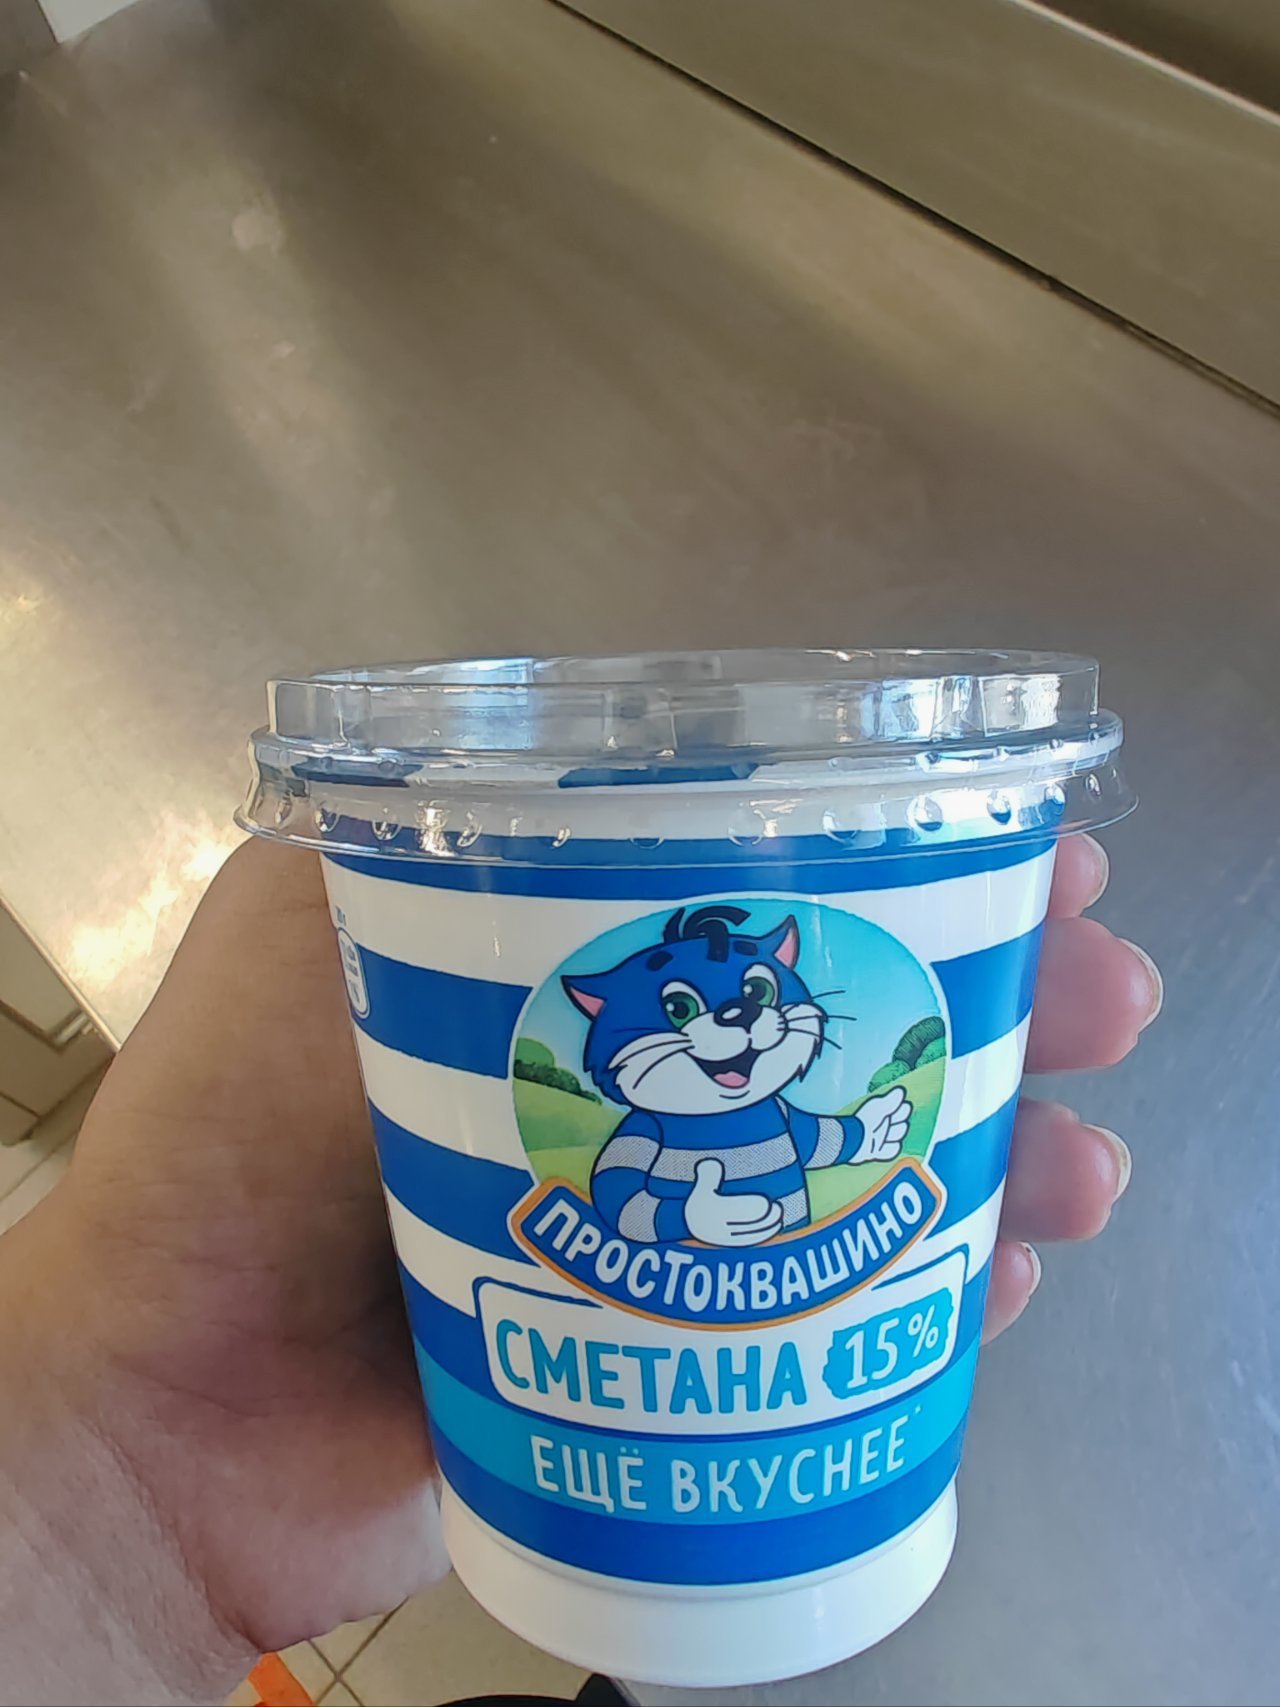 ПРОСТОКВАШИНО
СМЕТАНА 15%
ЕЩЁ ВКУСНЕЕ*